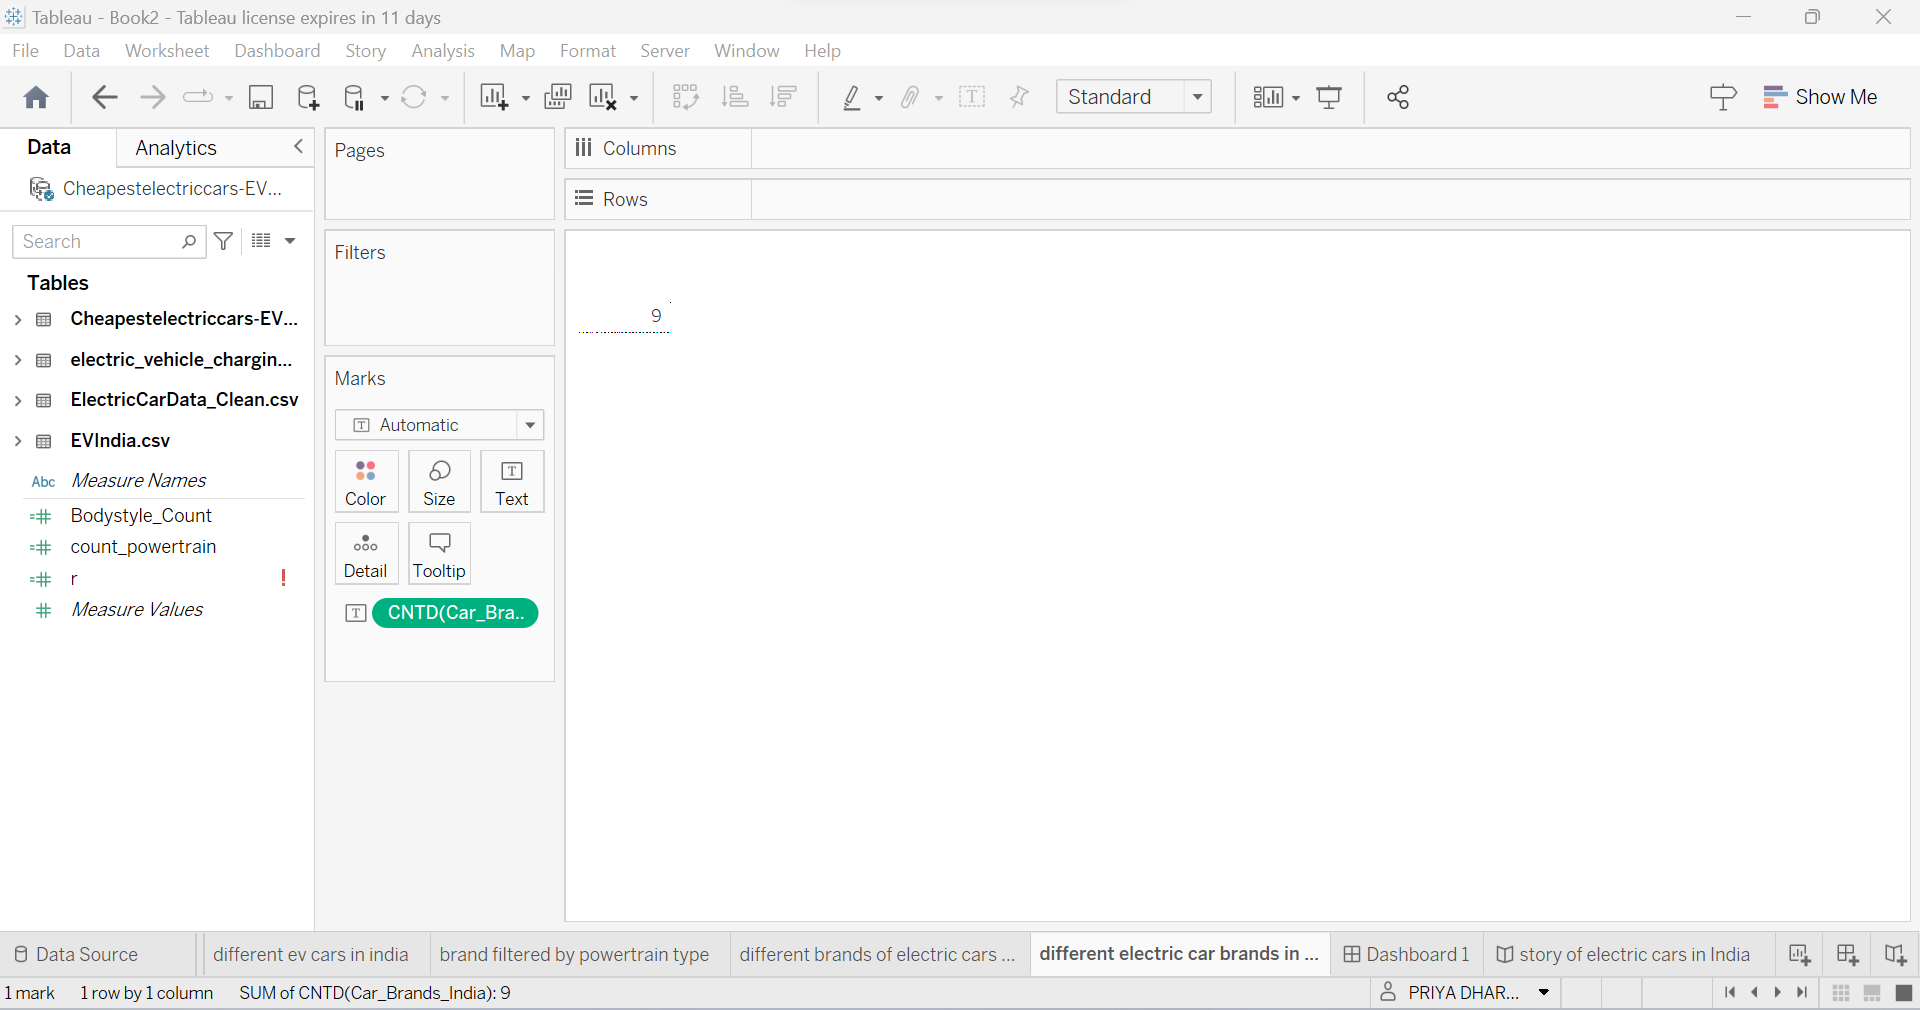 Tableau - Book2 - Tableau license expires in 11 days
File Data Worksheet Dashboard Story Analysis Map Format Server Window Help
Standard
Show Me
Data Analytics
Cheapestelectriccars-EV...
Search
Tables
Cheapestelectriccars-EV...
electric_vehicle_chargin...
ElectricCarData_Clean.csv
EVIndia.csv
Abc Measure Names
=# Bodystyle_Count
=# count_powertrain
=# r !
# Measure Values
Pages
Filters
Marks
T Automatic
Color Size T Text
Detail Tooltip
T CNTD(Car_Bra..
Columns
Rows
9
Data Source different ev cars in india brand filtered by powertrain type different brands of electric cars ... different electric car brands in ... Dashboard 1 story of electric cars in India
1 mark 1 row by 1 column SUM of CNTD(Car_Brands_India): 9 PRIYA DHAR...